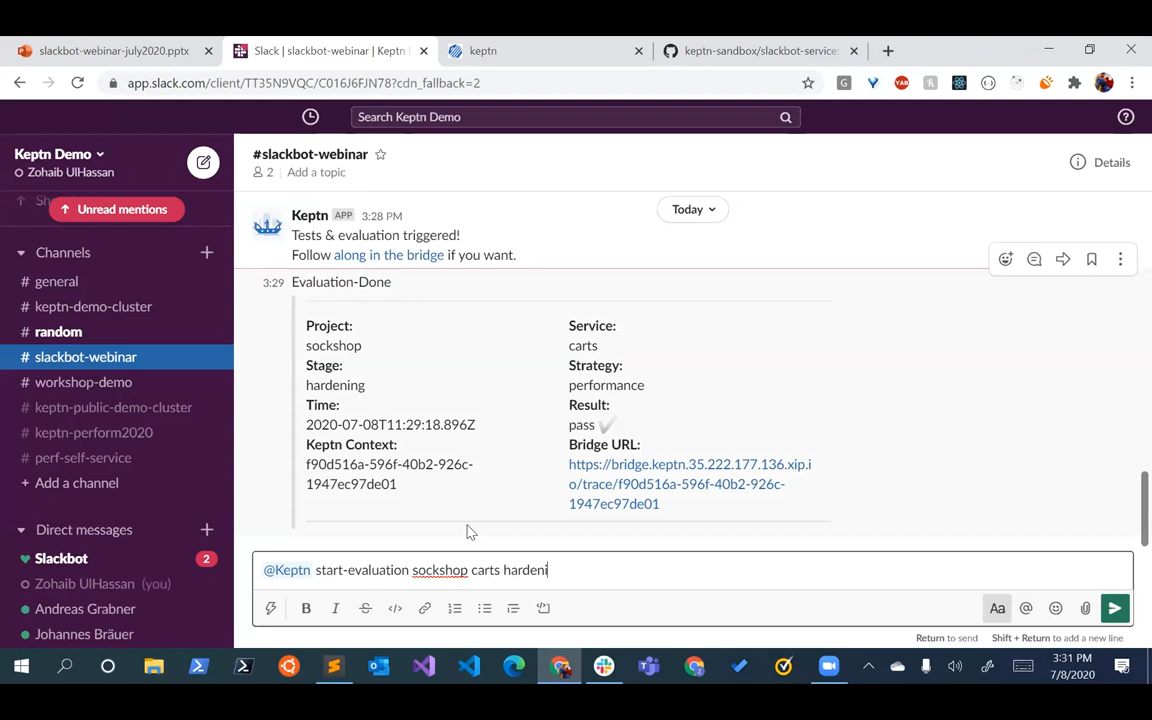 slackbot-webinar-july2020.pptx
Slack | slackbot-webinar | Keptn
keptn
keptn-sandbox/slackbot-service
app.slack.com/client/TT35N9VQC/C016J6FJN78?cdn_fallback=2
Search Keptn Demo
Keptn Demo
Zohaib UlHassan
Unread mentions
Channels
# general
# keptn-demo-cluster
# random
# slackbot-webinar
# workshop-demo
# keptn-public-demo-cluster
# keptn-perform2020
# perf-self-service
+ Add a channel
Direct messages
Slackbot 2
Zohaib UlHassan (you)
Andreas Grabner
Johannes Bräuer
#slackbot-webinar
2 | Add a topic
Details
Today
Keptn APP 3:28 PM
Tests & evaluation triggered!
Follow along in the bridge if you want.
3:29 Evaluation-Done
Project:
sockshop
Service:
carts
Stage:
hardening
Strategy:
performance
Time:
2020-07-08T11:29:18.896Z
Result:
pass
Keptn Context:
f90d516a-596f-40b2-926c-
1947ec97de01
Bridge URL:
https://bridge.keptn.35.222.177.136.xip.i
o/trace/f90d516a-596f-40b2-926c-
1947ec97de01
@Keptn start-evaluation sockshop carts hardeni
Return to send Shift + Return to add a new line
3:31 PM
7/8/2020